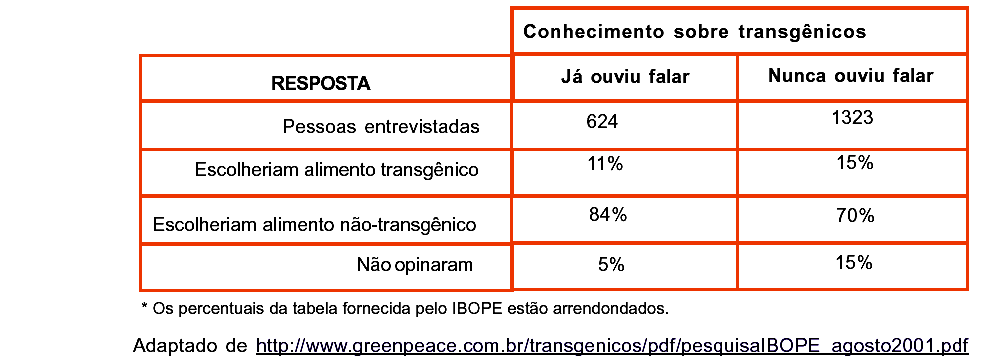 Conhecimento sobre transgênicos
RESPOSTA Já ouviu falar Nunca ouviu falar
Pessoas entrevistadas 624 1323
Escolheriam alimento transgênico 11% 15%
Escolheriam alimento não-transgênico 84% 70%
Não opinaram 5% 15%
* Os percentuais da tabela fornecida pelo IBOPE estão arrendondados.
Adaptado de http://www.greenpeace.com.br/transgenicos/pdf/pesquisaIBOPE_agosto2001.pdf